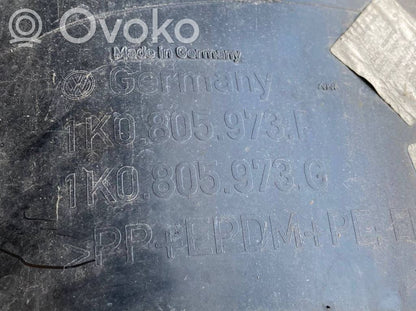 Ovoko
Made in Germany
Germany
1K0.805.973.F
1K0.805.973.G
>PP+EPDM+PE-